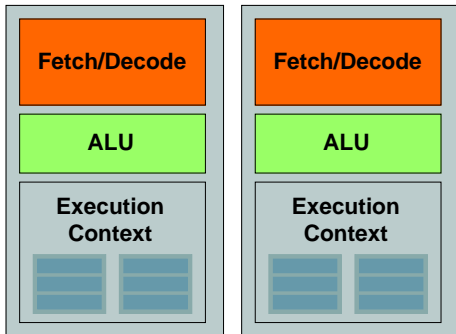 Fetch/Decode
ALU
Execution
Context
Fetch/Decode
ALU
Execution
Context